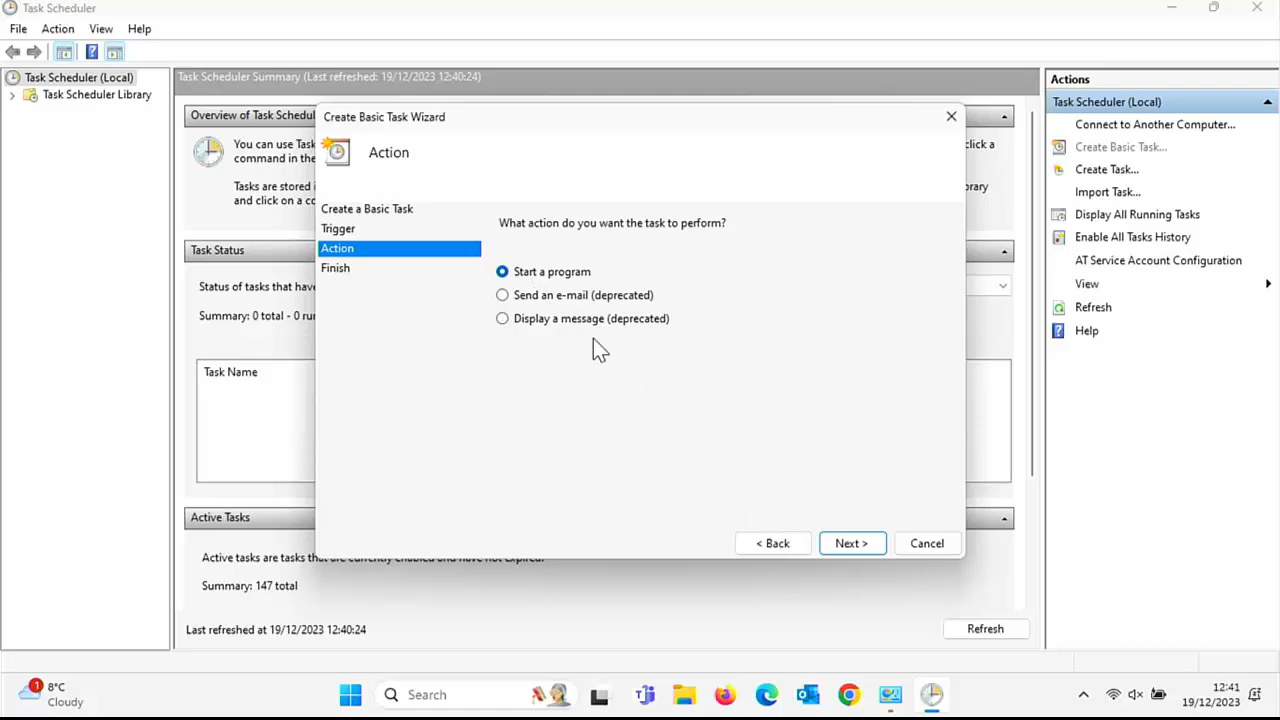 Task Scheduler
File Action View Help
Task Scheduler (Local)
Task Scheduler Library
Task Scheduler Summary (Last refreshed: 19/12/2023 12:40:24)
Overview of Task Schedul
You can use Task
command in the
click a
Tasks are stored i
and click on a co
rary
Task Status
Status of tasks that hav
Summary: 0 total - 0 ru
Task Name
Active Tasks
Active tasks are tasks that are currently enabled and have not expired.
Summary: 147 total
Last refreshed at 19/12/2023 12:40:24
Refresh
Create Basic Task Wizard
Action
Create a Basic Task
Trigger
Action
Finish
What action do you want the task to perform?
Start a program
Send an e-mail (deprecated)
Display a message (deprecated)
< Back
Next >
Cancel
Actions
Task Scheduler (Local)
Connect to Another Computer...
Create Basic Task...
Create Task...
Import Task...
Display All Running Tasks
Enable All Tasks History
AT Service Account Configuration
View
Refresh
Help
1
8°C
Cloudy
Search
12:41
19/12/2023